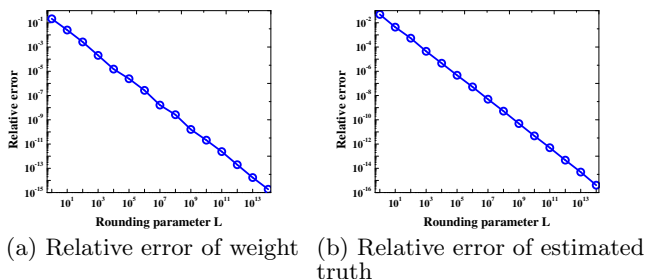 10^-1
10^-3
10^-5
10^-7
10^-9
10^-11
10^-13
10^-15
Relative error
10^1 10^3 10^5 10^7 10^9 10^11 10^13
Rounding parameter L
(a) Relative error of weight
10^-2
10^-4
10^-6
10^-8
10^-10
10^-12
10^-14
10^-16
Relative error
10^1 10^3 10^5 10^7 10^9 10^11 10^13
Rounding parameter L
(b) Relative error of estimated
truth